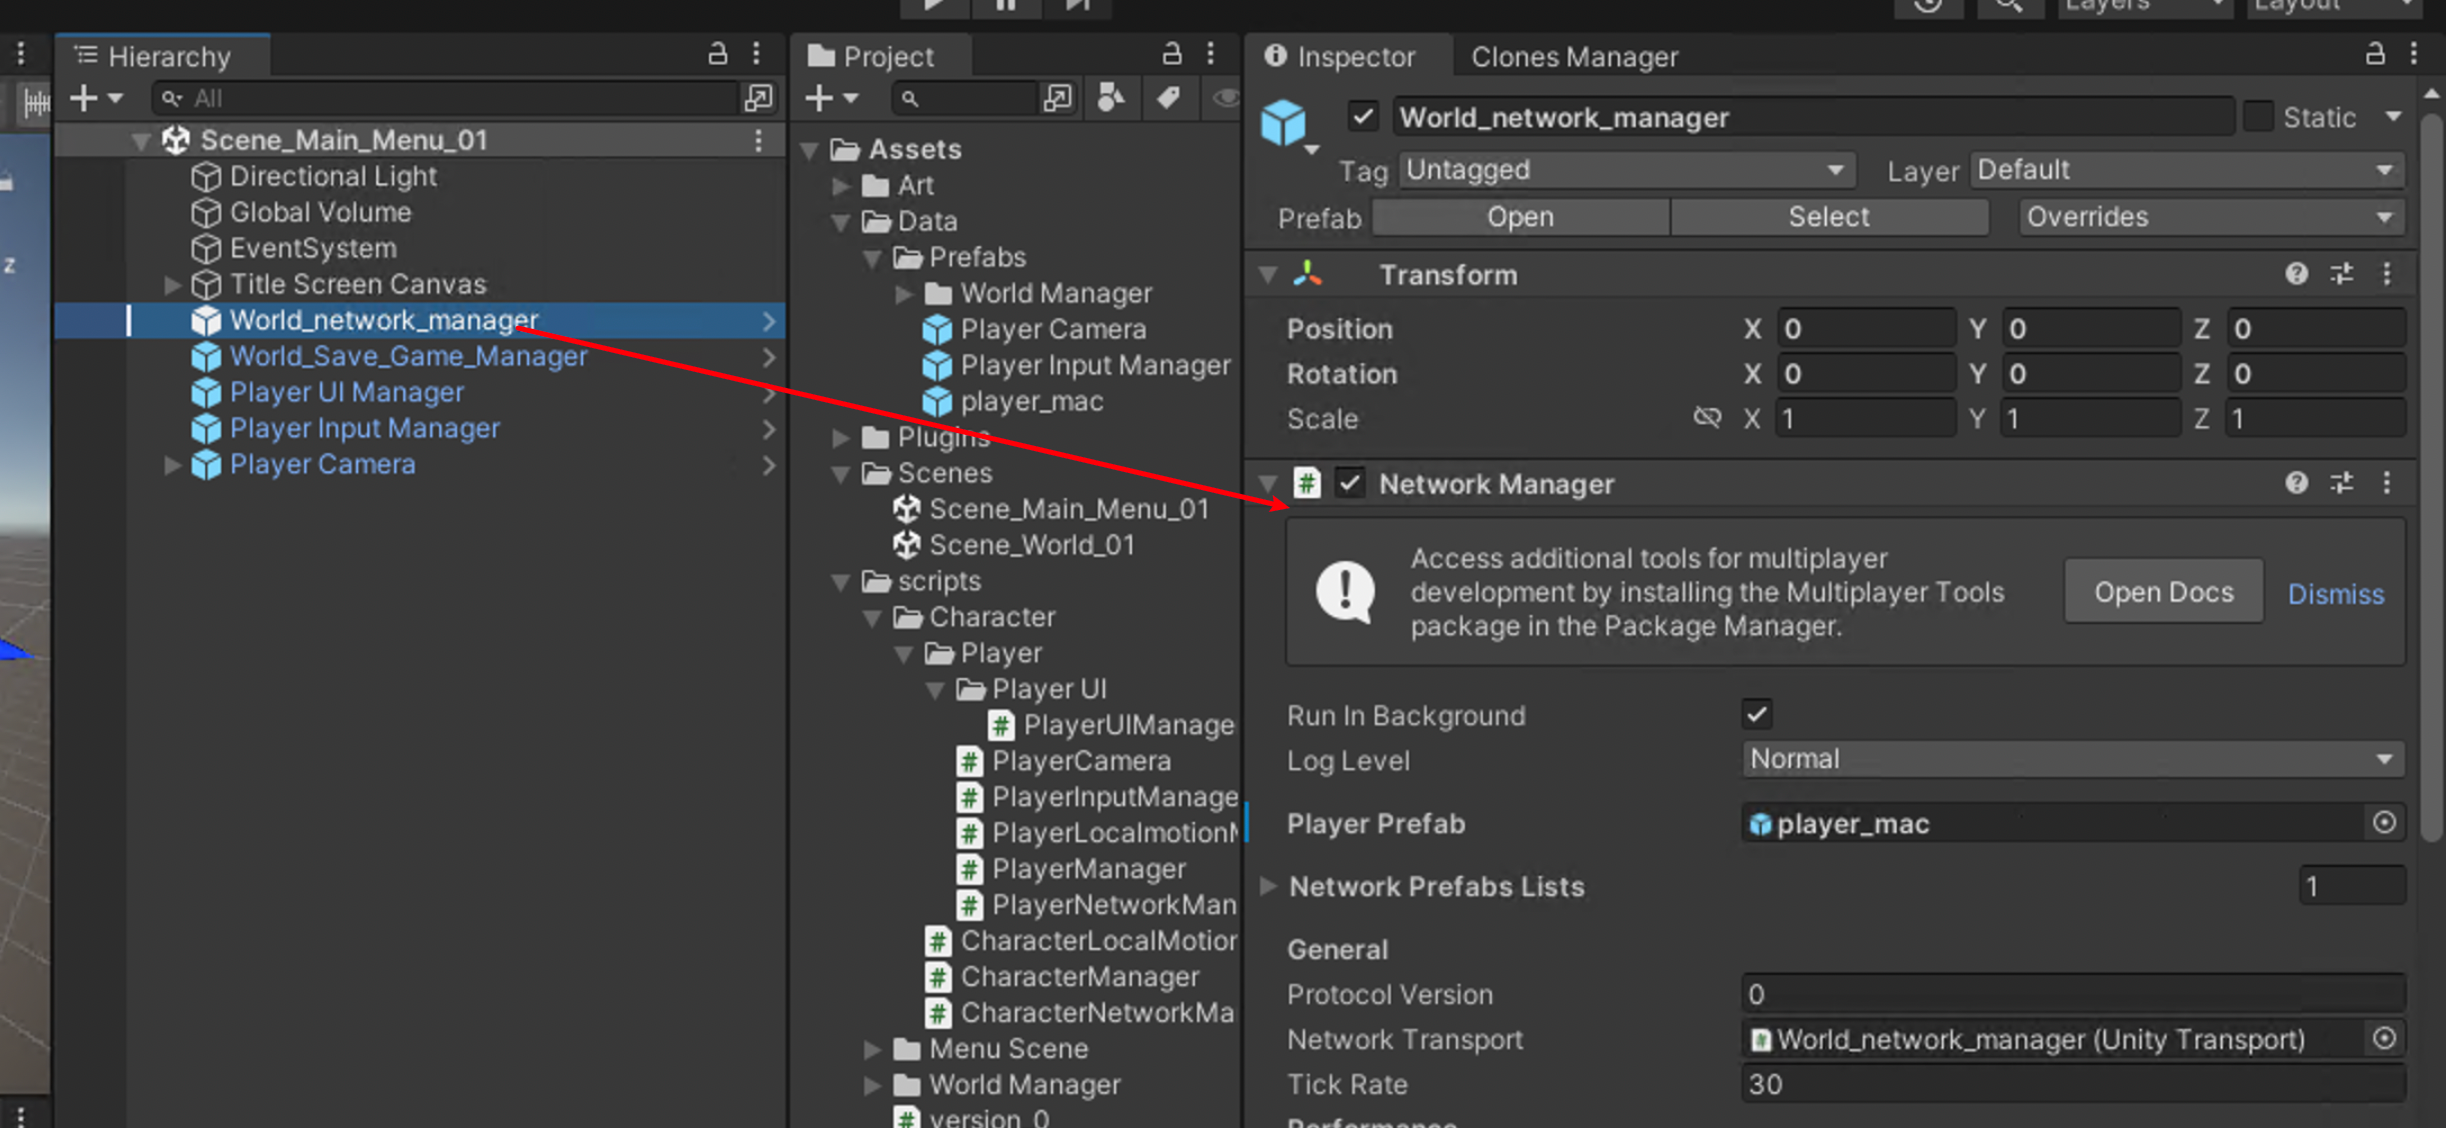 Layers
Layout
Hierarchy
All
Scene_Main_Menu_01
Directional Light
Global Volume
EventSystem
Title Screen Canvas
World_network_manager
World_Save_Game_Manager
Player UI Manager
Player Input Manager
Player Camera
z
Project
Assets
Art
Data
Prefabs
World Manager
Player Camera
Player Input Manager
player_mac
Plugins
Scenes
Scene_Main_Menu_01
Scene_World_01
scripts
Character
Player
Player UI
PlayerUIManage
PlayerCamera
PlayerInputManage
PlayerLocalmotionM
PlayerManager
PlayerNetworkMan
CharacterLocalMotion
CharacterManager
CharacterNetworkMa
Menu Scene
World Manager
version_0
Inspector
Clones Manager
World_network_manager
Static
Tag Untagged
Layer Default
Prefab Open Select Overrides
Transform
Position X 0 Y 0 Z 0
Rotation X 0 Y 0 Z 0
Scale X 1 Y 1 Z 1
# Network Manager
Access additional tools for multiplayer
development by installing the Multiplayer Tools
package in the Package Manager.
Open Docs
Dismiss
Run In Background
Log Level Normal
Player Prefab player_mac
Network Prefabs Lists 1
General
Protocol Version 0
Network Transport World_network_manager (Unity Transport)
Tick Rate 30
Performance